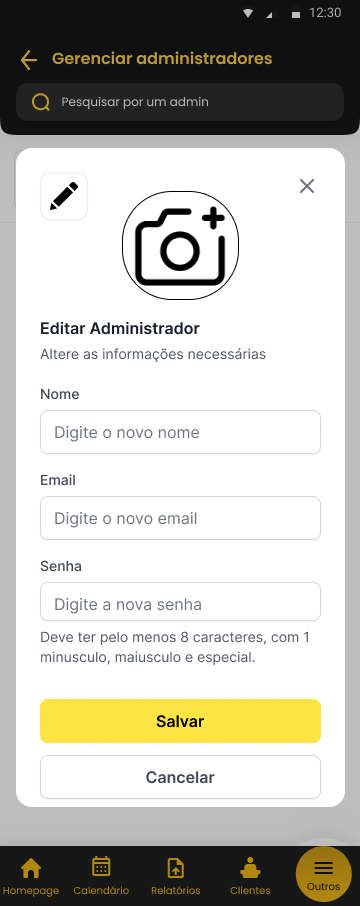 12:30
Gerenciar administradores
Pesquisar por um admin
Editar Administrador
Altere as informações necessárias
Nome
Digite o novo nome
Email
Digite o novo email
Senha
Digite a nova senha
Deve ter pelo menos 8 caracteres, com 1
minusculo, maiusculo e especial.
Salvar
Cancelar
Homepage Calendário Relatórios Clientes Outros